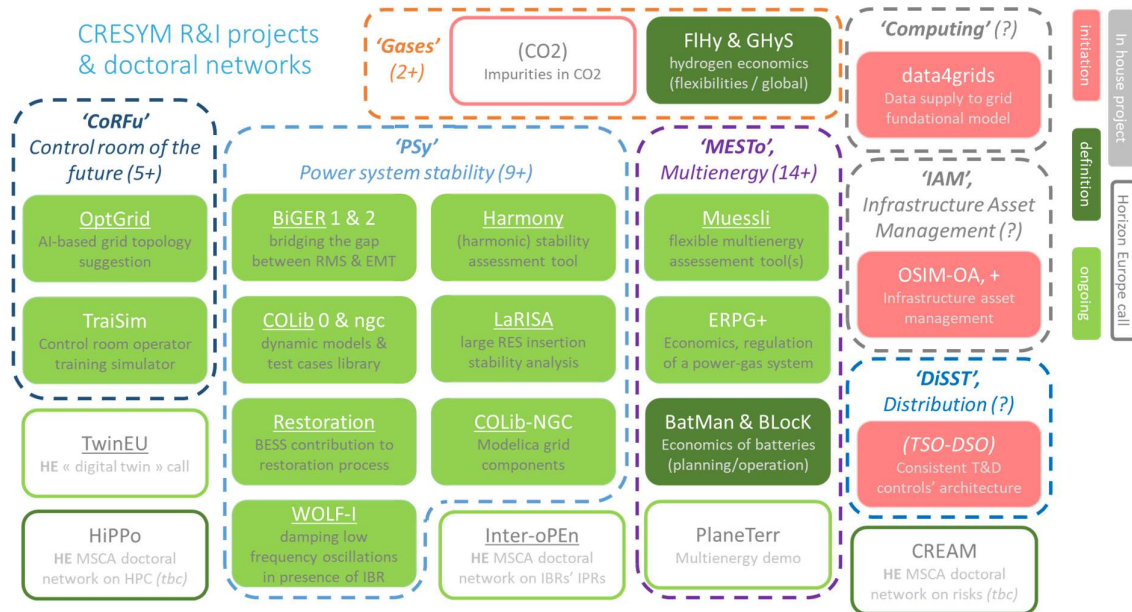 CRESYM R&I projects
& doctoral networks
'Gases'
(2+)
(CO2)
Impurities in CO2
FlHy & GHyS
hydrogen economics
(flexibilities / global)
'Computing' (?)
data4grids
Data supply to grid
fundational model
initiation
definition
ongoing
In house
project
Horizon Europe call
'CoRFu'
Control room of the
future (5+)
OptGrid
AI-based grid topology
suggestion
TraiSim
Control room operator
training simulator
TwinEU
HE « digital twin » call
HiPPo
HE MSCA doctoral
network on HPC (tbc)
'PSy'
Power system stability (9+)
BiGER 1 & 2
bridging the gap
between RMS & EMT
Harmony
(harmonic) stability
assessment tool
COLib 0 & ngc
dynamic models &
test cases library
LaRISA
large RES insertion
stability analysis
Restoration
BESS contribution to
restoration process
COLib-NGC
Modelica grid
components
WOLF-I
damping low
frequency oscillations
in presence of IBR
Inter-oPEn
HE MSCA doctoral
network on IBRs' IPRs
'MESTo',
Multienergy (14+)
Muessli
flexible multienergy
assessement tool(s)
ERPG+
Economics, regulation
of a power-gas system
BatMan & BLocK
Economics of batteries
(planning/operation)
PlaneTerr
Multienergy demo
'IAM',
Infrastructure Asset
Management (?)
OSIM-OA, +
Infrastructure asset
management
'DiSST',
Distribution (?)
(TSO-DSO)
Consistent T&D
controls' architecture
CREAM
HE MSCA doctoral
network on risks (tbc)